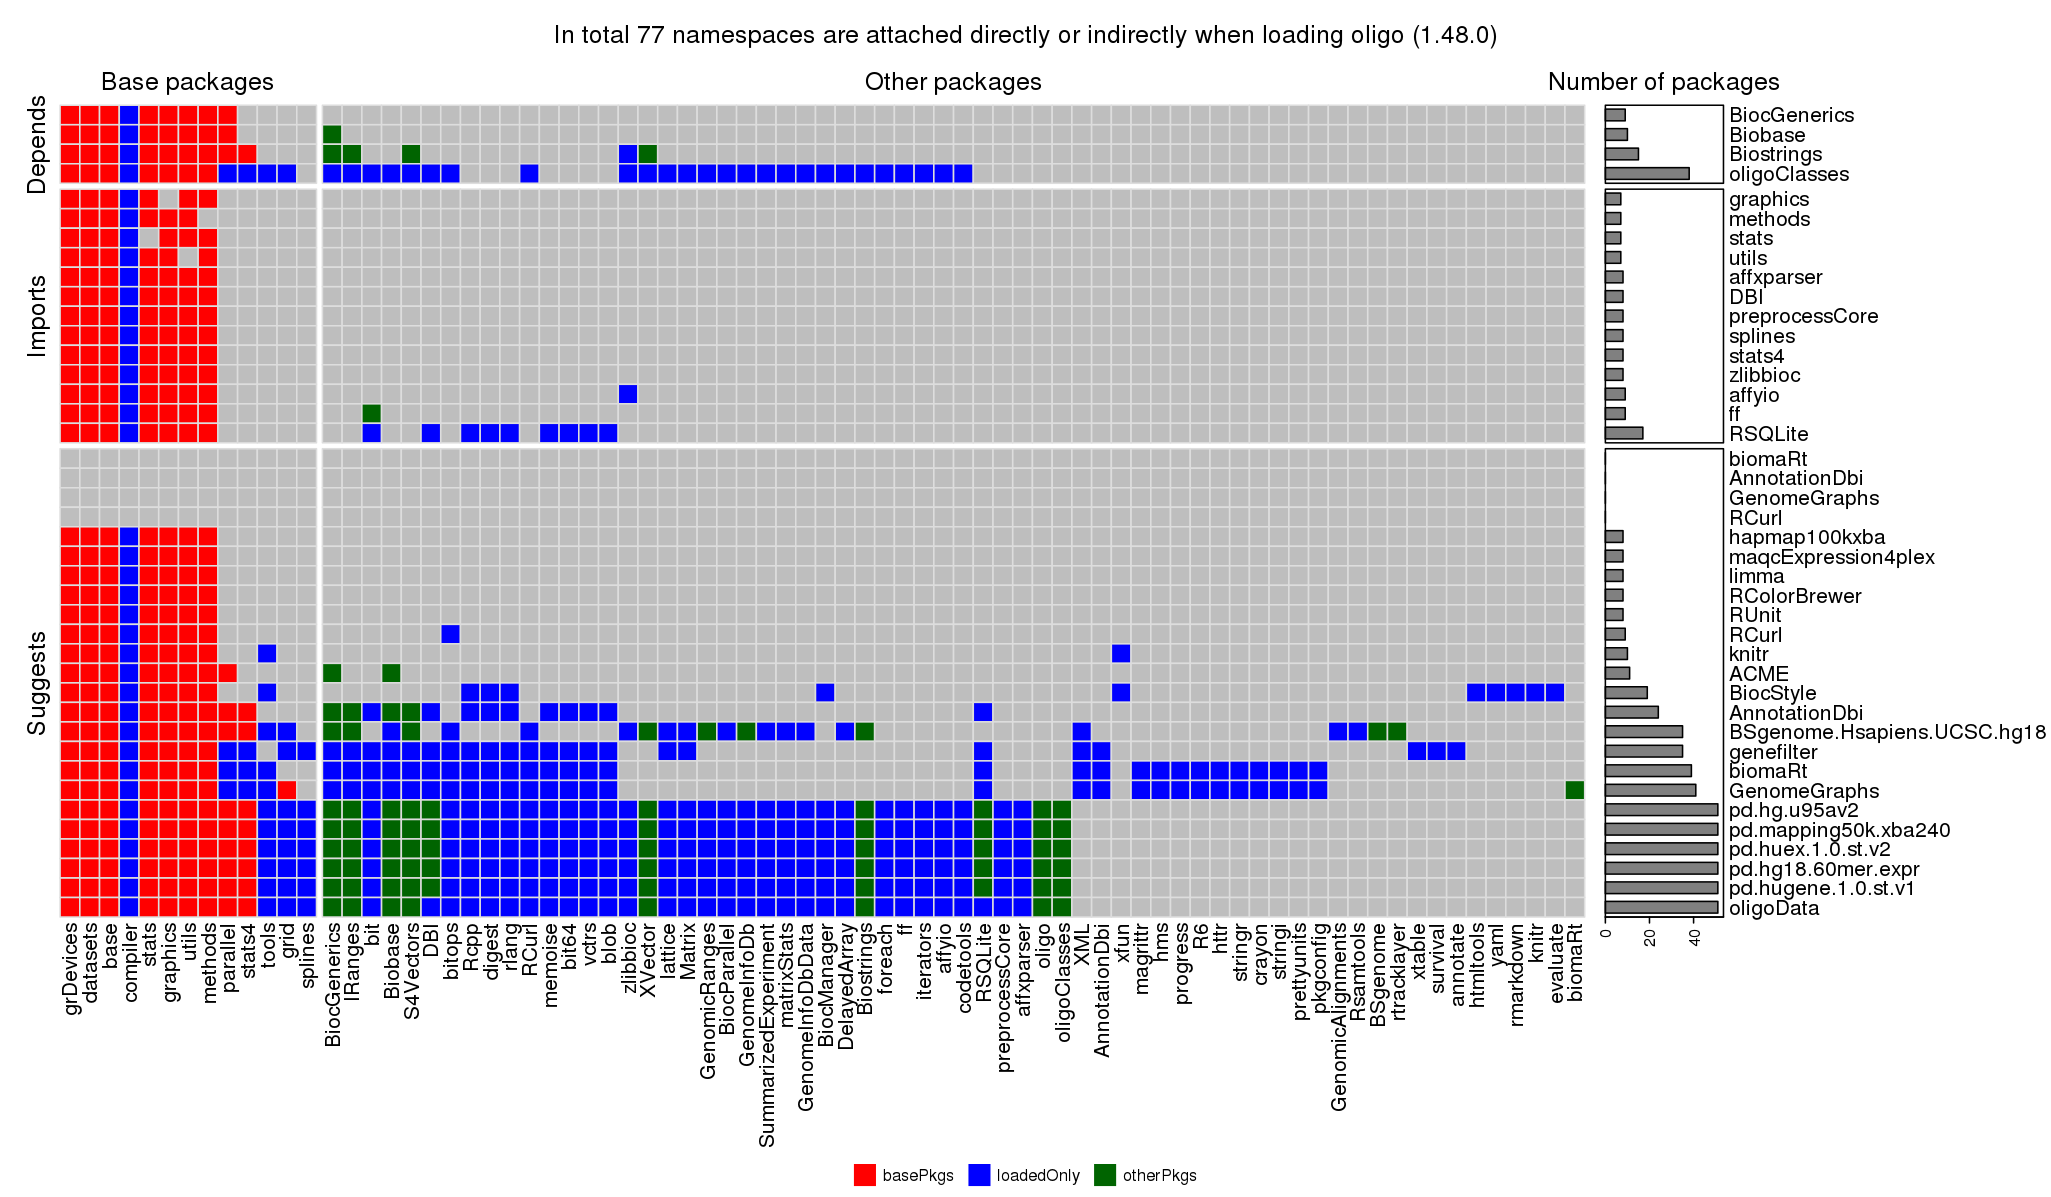 In total 77 namespaces are attached directly or indirectly when loading oligo (1.48.0)
Base packages
Other packages
Number of packages
Depends
BiocGenerics
Biobase
Biostrings
oligoClasses
Imports
graphics
methods
stats
utils
affxparser
DBI
preprocessCore
splines
stats4
zlibbioc
affyio
ff
RSQLite
Suggests
biomaRt
AnnotationDbi
GenomeGraphs
RCurl
hapmap100kxba
maqcExpression4plex
limma
RColorBrewer
RUnit
RCurl
knitr
ACME
BiocStyle
AnnotationDbi
BSgenome.Hsapiens.UCSC.hg18
genefilter
biomaRt
GenomeGraphs
pd.hg.u95av2
pd.mapping50k.xba240
pd.huex.1.0.st.v2
pd.hg18.60mer.expr
pd.hugene.1.0.st.v1
oligoData
0
20
40
grDevices
datasets
base
compiler
stats
graphics
utils
methods
parallel
stats4
tools
grid
splines
BiocGenerics
IRanges
bit
Biobase
S4Vectors
DBI
bitops
Rcpp
digest
rlang
RCurl
memoise
bit64
vctrs
blob
zlibbioc
XVector
lattice
Matrix
GenomicRanges
BiocParallel
GenomeInfoDb
SummarizedExperiment
matrixStats
GenomeInfoDbData
BiocManager
DelayedArray
Biostrings
foreach
ff
iterators
affyio
codetools
RSQLite
preprocessCore
affxparser
oligo
oligoClasses
XML
AnnotationDbi
xfun
magrittr
hms
progress
R6
httr
stringr
crayon
stringi
prettyunits
pkgconfig
GenomicAlignments
Rsamtools
BSgenome
rtracklayer
xtable
survival
annotate
htmltools
yaml
rmarkdown
knitr
evaluate
biomaRt
basePkgs
loadedOnly
otherPkgs